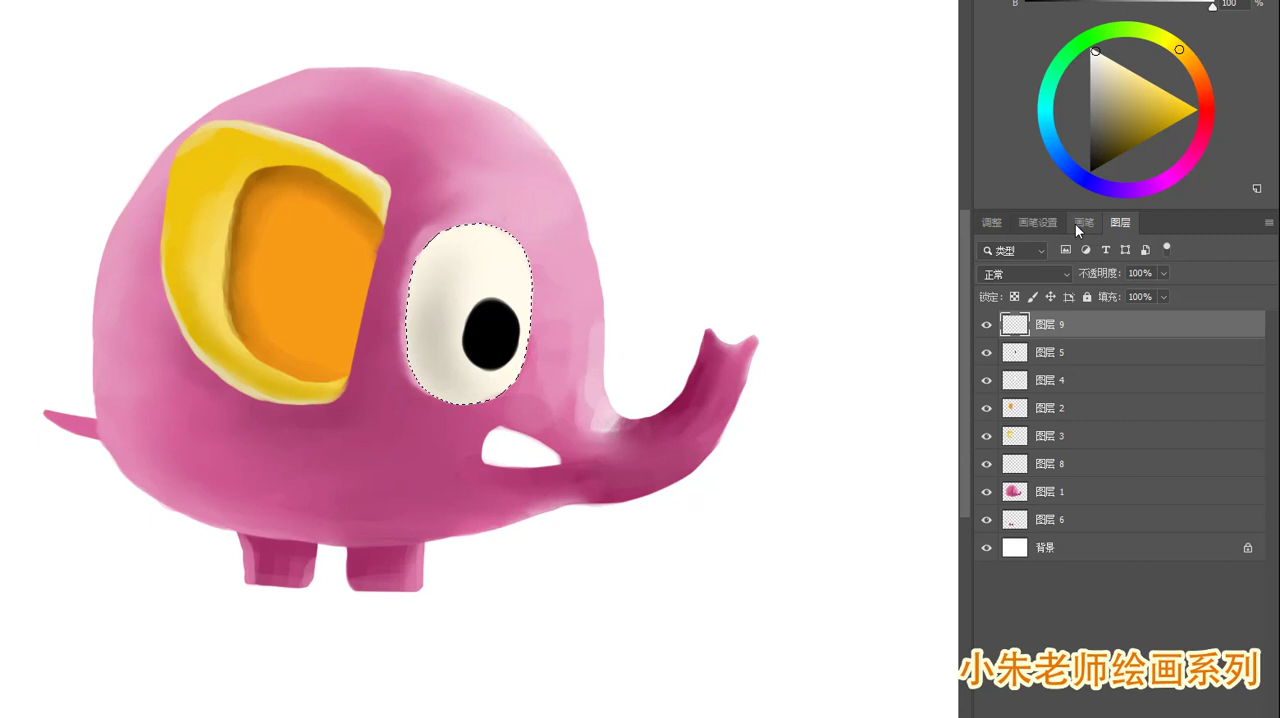 B 100 %
调整 画笔设置 画笔 图层
类型
正常 不透明度: 100%
锁定: 填充: 100%
图层 9
图层 5
图层 4
图层 2
图层 3
图层 8
图层 1
图层 6
背景
小朱老师绘画系列